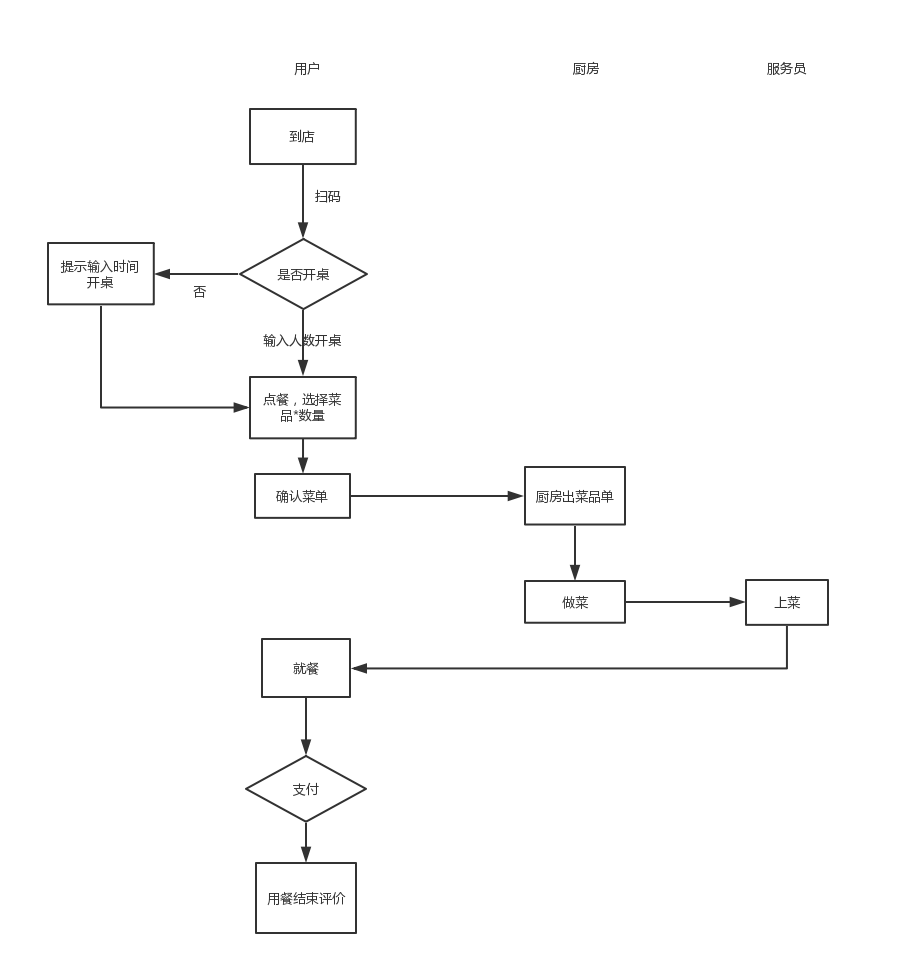 用户
厨房
服务员
到店
扫码
提示输入时间
开桌
是否开桌
否
输入人数开桌
点餐，选择菜
品*数量
确认菜单
厨房出菜品单
做菜
上菜
就餐
支付
用餐结束评价